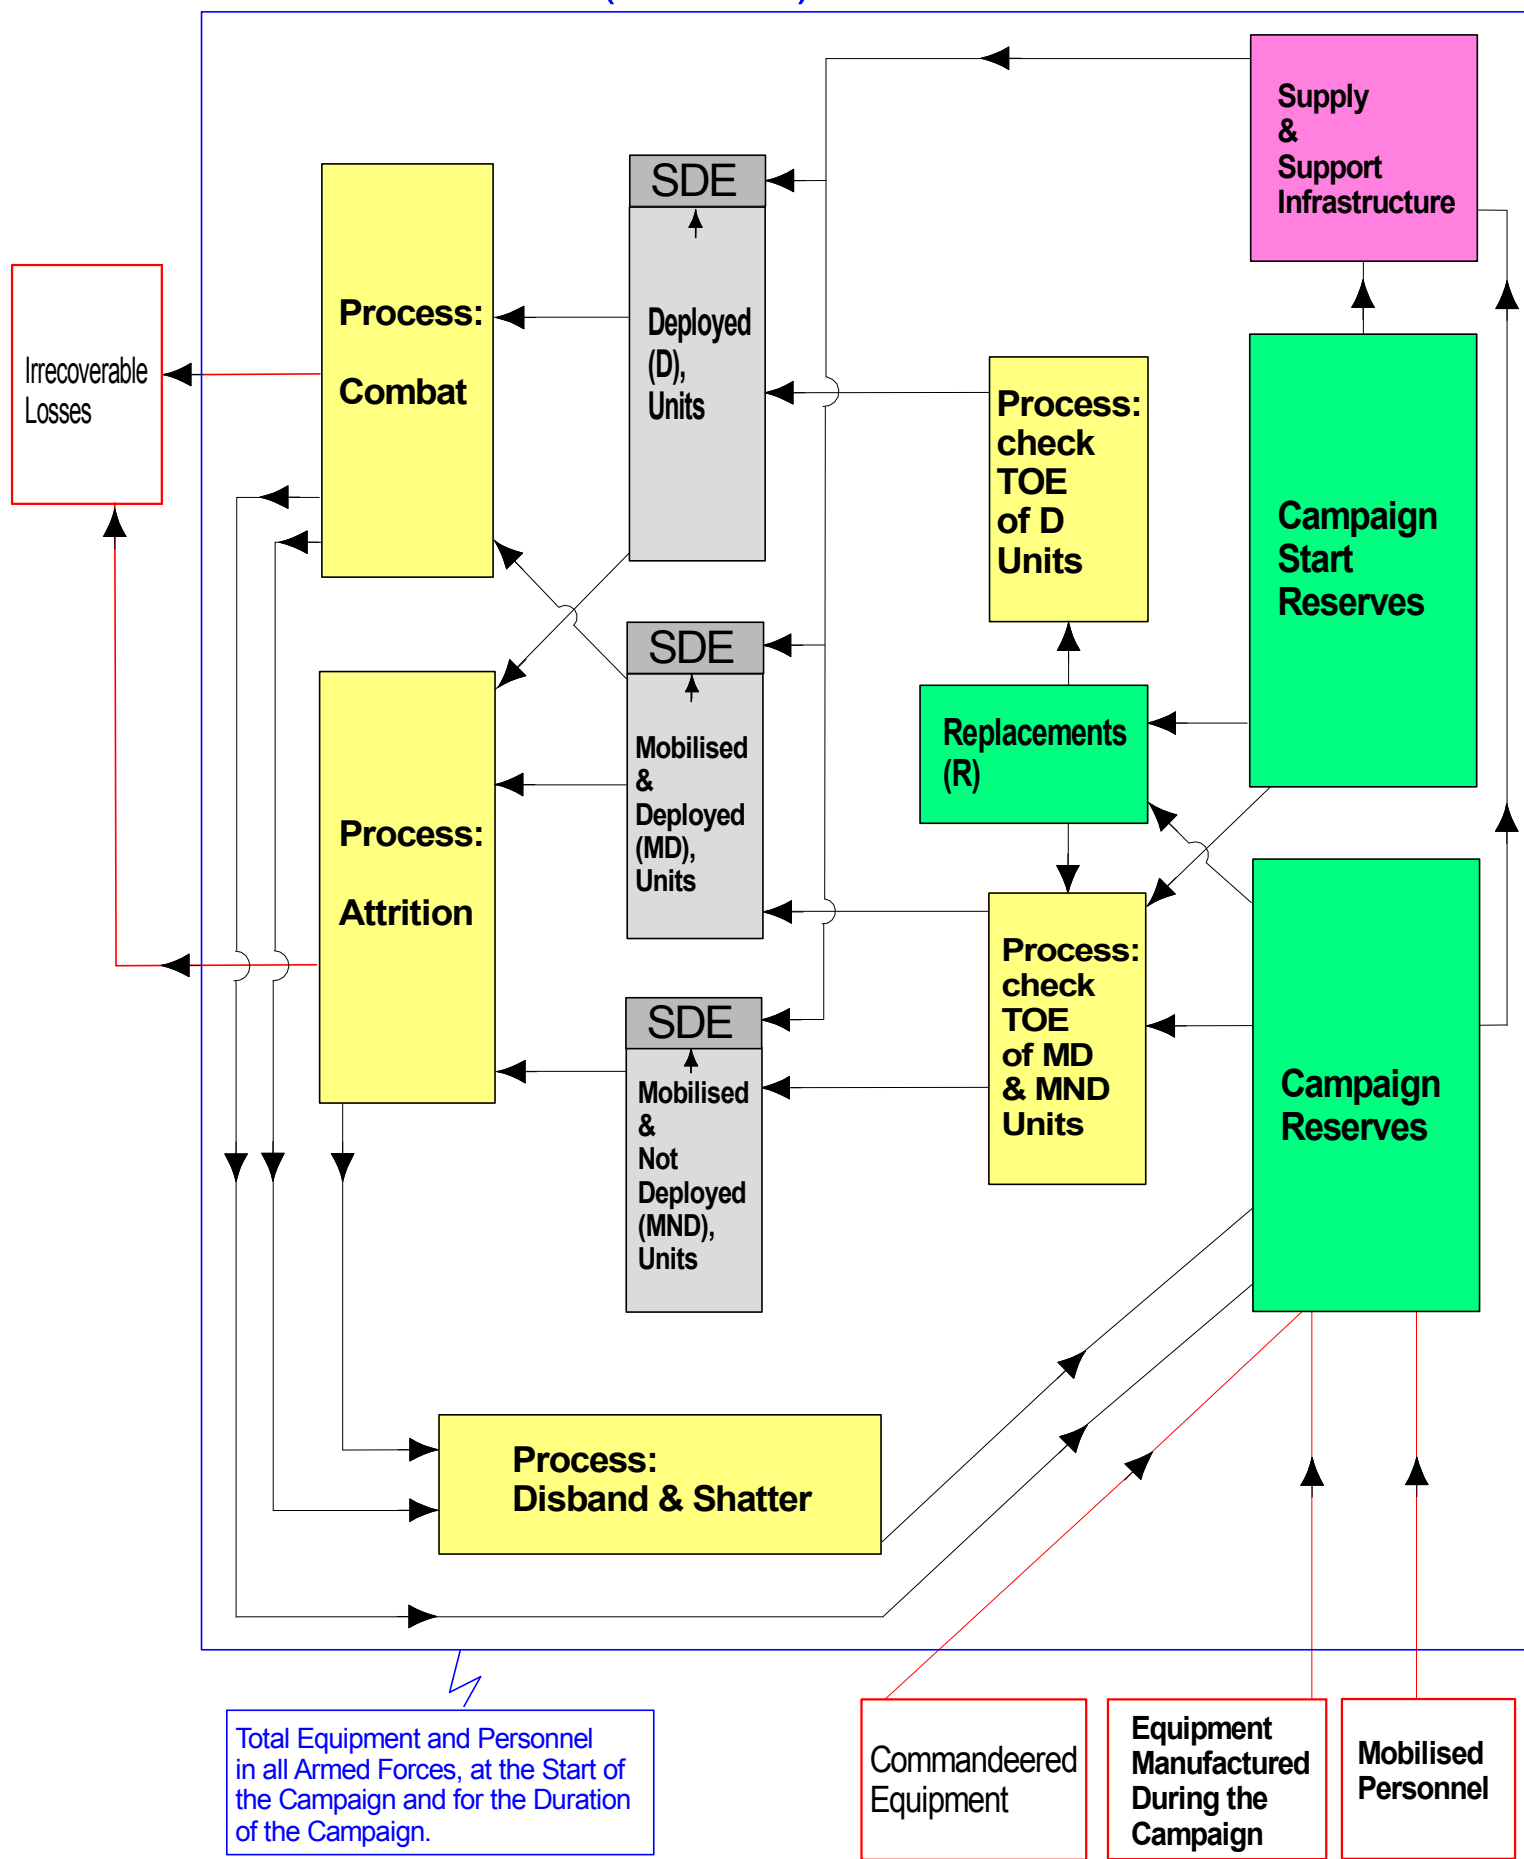 Supply
&
Support
Infrastructure
SDE
Process:
Combat
Deployed
(D),
Units
Irrecoverable
Losses
Process:
check
TOE
of D
Units
Campaign
Start
Reserves
SDE
Mobilised
&
Deployed
(MD),
Units
Replacements
(R)
Process:
Attrition
Process:
check
TOE
of MD
& MND
Units
SDE
Mobilised
&
Not
Deployed
(MND),
Units
Campaign
Reserves
Process:
Disband & Shatter
Total Equipment and Personnel
in all Armed Forces, at the Start of
the Campaign and for the Duration
of the Campaign.
Commandeered
Equipment
Equipment
Manufactured
During the
Campaign
Mobilised
Personnel